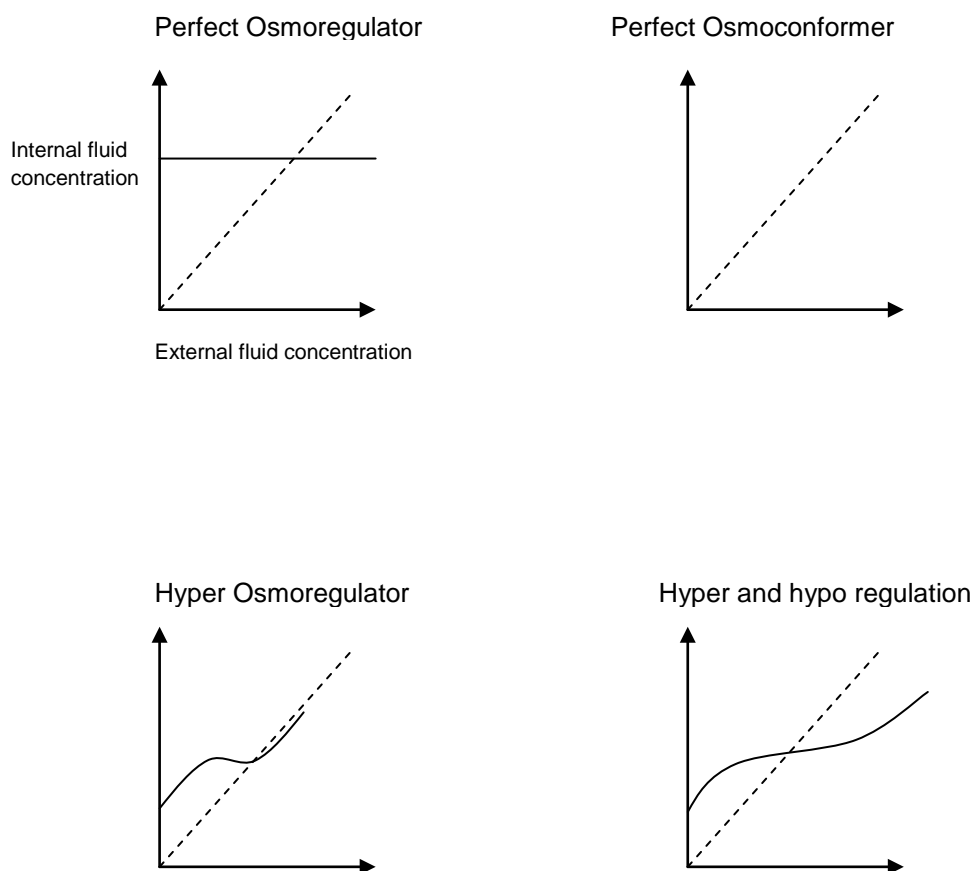 Perfect Osmoregulator
Perfect Osmoconformer
Internal fluid
concentration
External fluid concentration
Hyper Osmoregulator
Hyper and hypo regulation